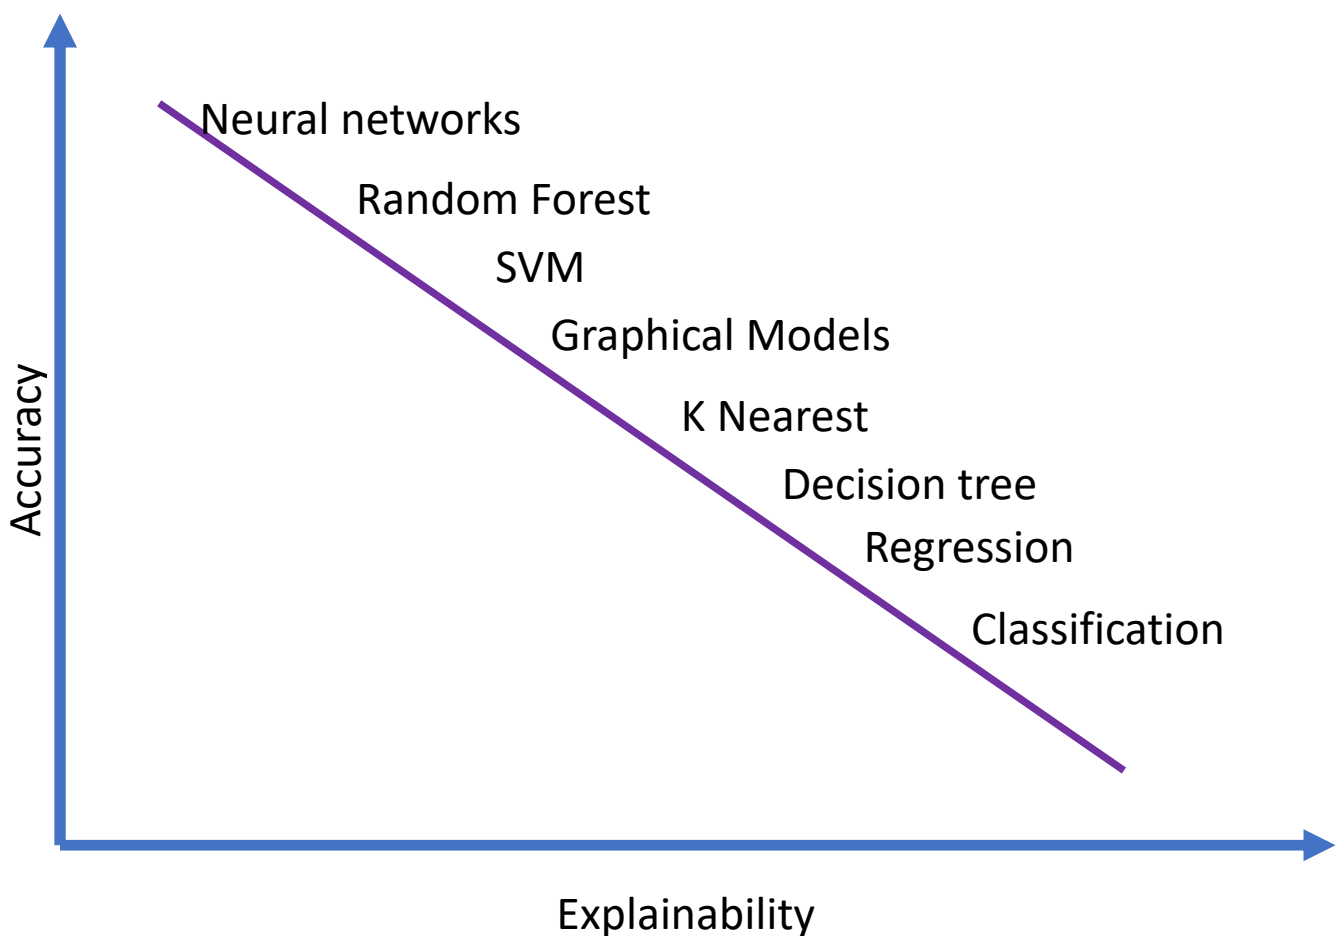 Neural networks
Random Forest
SVM
Graphical Models
K Nearest
Decision tree
Regression
Classification
Accuracy
Explainability